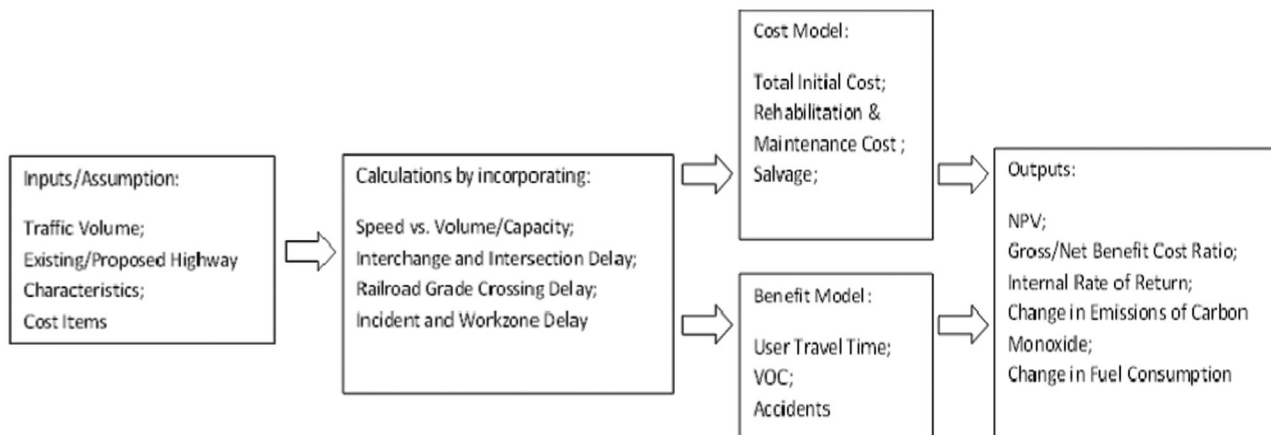 Inputs/Assumption:
Traffic Volume;
Existing/Proposed Highway
Characteristics;
Cost Items
Calculations by incorporating:
Speed vs. Volume/Capacity;
Interchange and Intersection Delay;
Railroad Grade Crossing Delay;
Incident and Workzone Delay
Cost Model:
Total Initial Cost;
Rehabilitation &
Maintenance Cost ;
Salvage;
Benefit Model:
User Travel Time;
VOC;
Accidents
Outputs:
NPV;
Gross/Net Benefit Cost Ratio;
Internal Rate of Return;
Change in Emissions of Carbon
Monoxide;
Change in Fuel Consumption